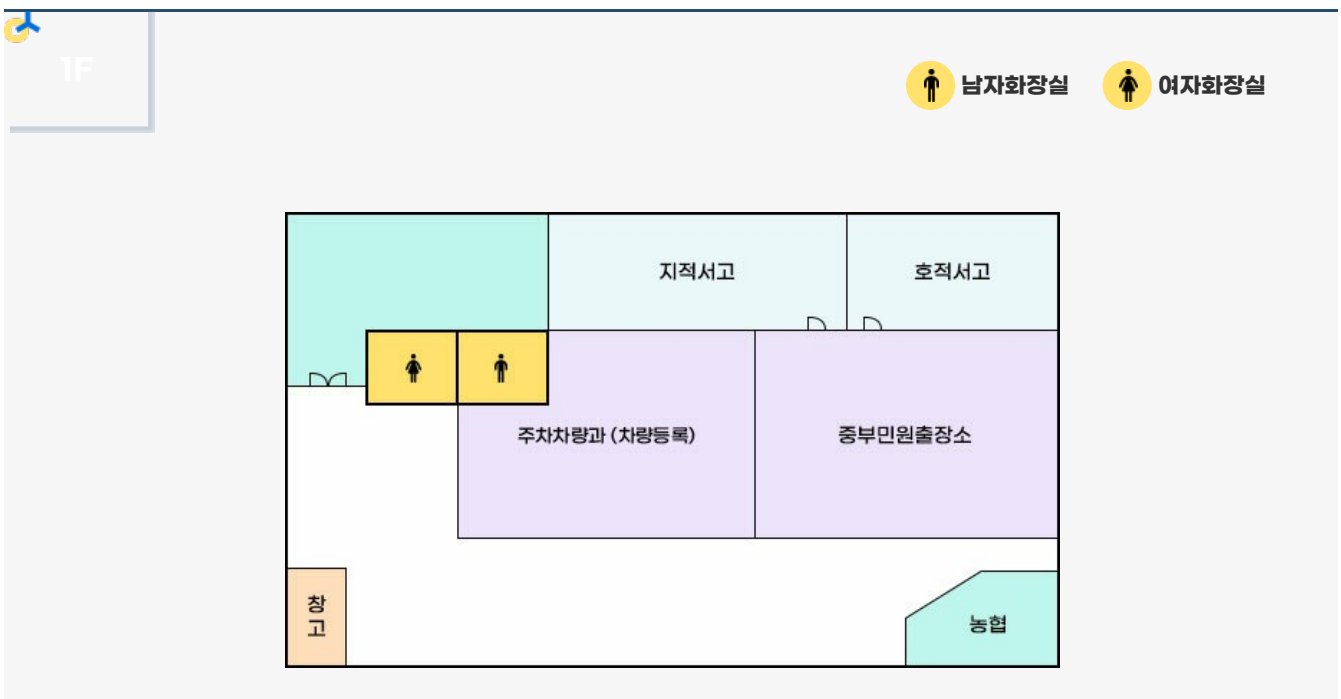 1F
남자화장실
여자화장실
지적서고
호적서고
주차차량과 (차량등록)
중부민원출장소
창
고
농협